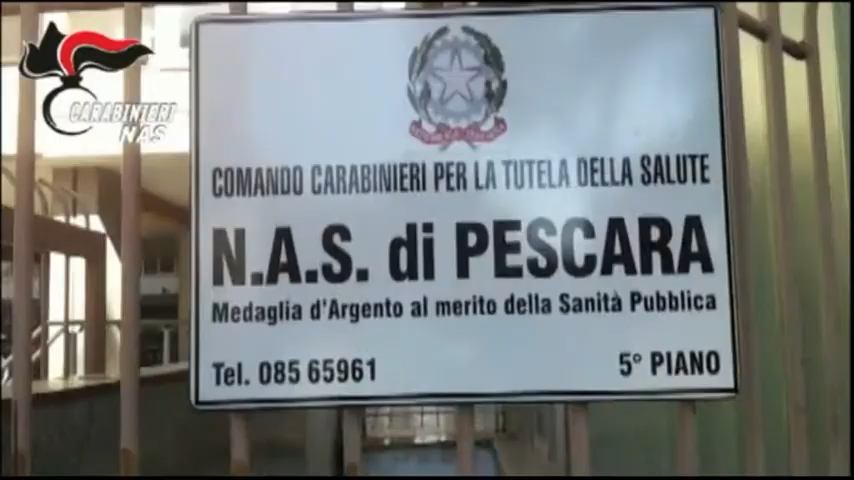 CARABINIERI
NAS
COMANDO CARABINIERI PER LA TUTELA DELLA SALUTE
N.A.S. di PESCARA
Medaglia d'Argento al merito della Sanità Pubblica
Tel. 085 65961
5° PIANO